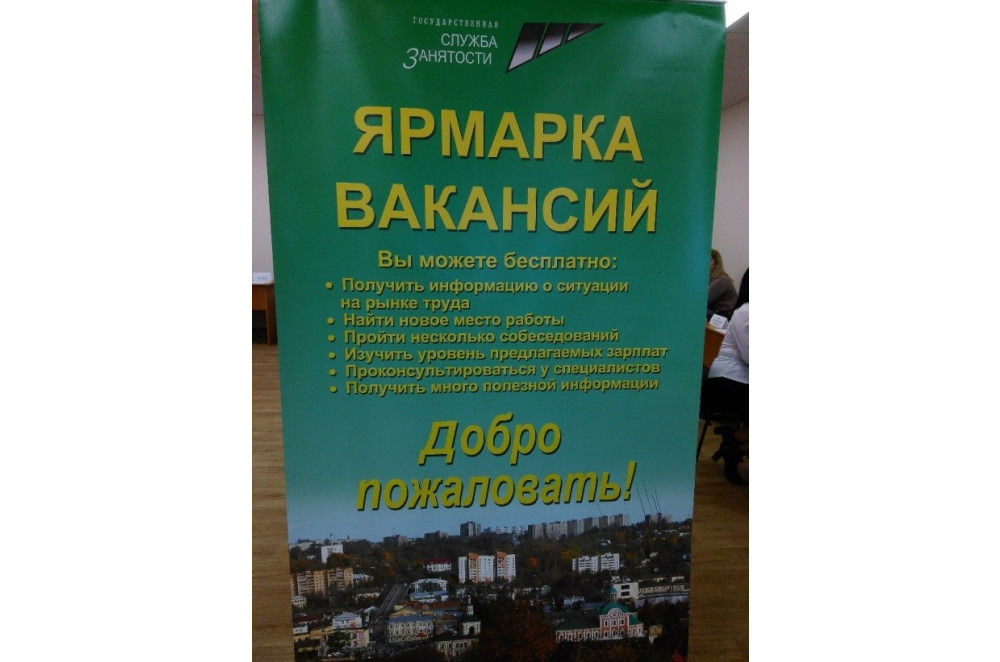 ГОСУДАРСТВЕННАЯ
СЛУЖБА
ЗАНЯТОСТИ
ЯРМАРКА
ВАКАНСИЙ
Вы можете бесплатно:
• Получить информацию о ситуации
на рынке труда
• Найти новое место работы
• Пройти несколько собеседований
• Изучить уровень предлагаемых зарплат
• Проконсультироваться у специалистов
• Получить много полезной информации
Добро
пожаловать!